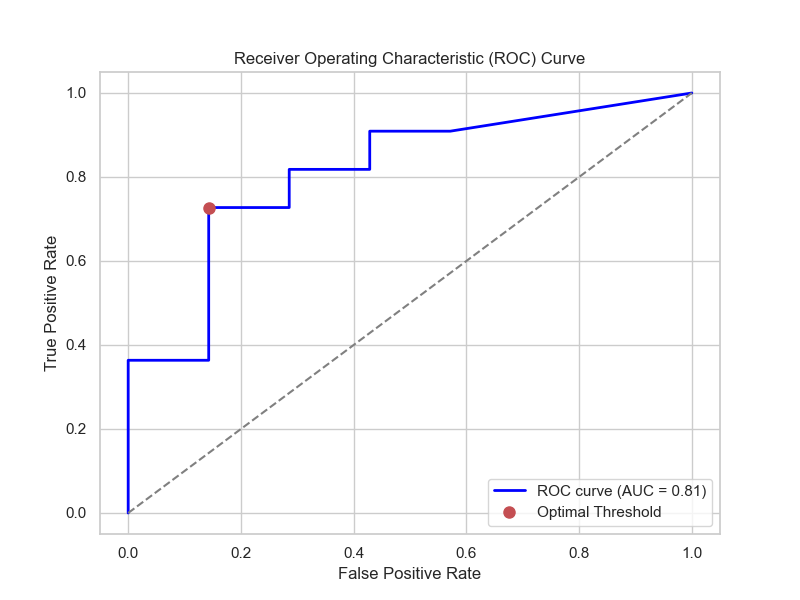 Receiver Operating Characteristic (ROC) Curve
True Positive Rate
1.0
0.8
0.6
0.4
0.2
0.0
0.0 0.2 0.4 0.6 0.8 1.0
False Positive Rate
ROC curve (AUC = 0.81)
Optimal Threshold